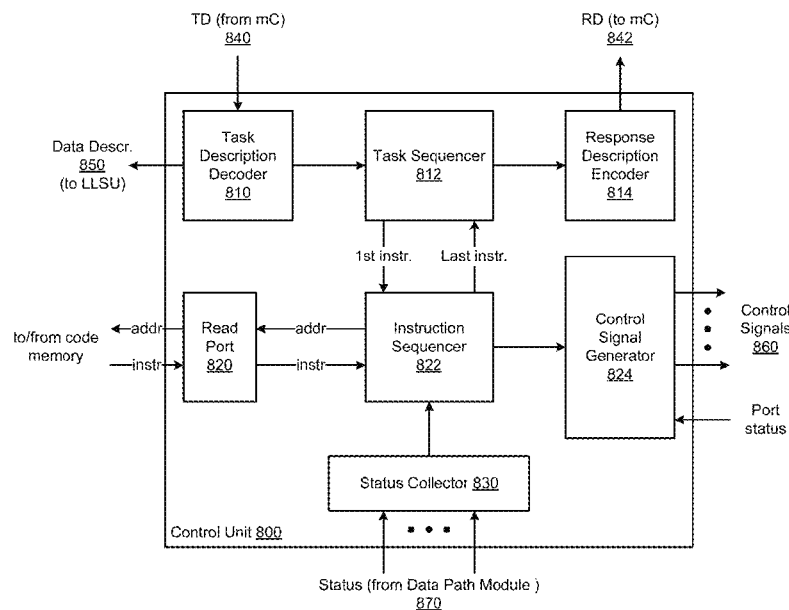 TD (from mC)
840
RD (to mC)
842
Data Descr.
850
(to LLSU)
Task
Description
Decoder
810
Task Sequencer
812
Response
Description
Encoder
814
1st instr.
Last instr.
to/from code
memory
addr
instr
Read
Port
820
addr
instr
Instruction
Sequencer
822
Control
Signal
Generator
824
Control
Signals
860
Port
status
Status Collector 830
Control Unit 800
Status (from Data Path Module )
870